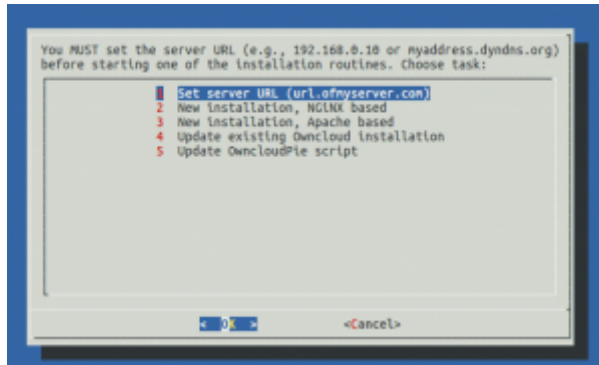 You MUST set the server URL (e.g., 192.168.0.10 or myaddress.dyndns.org)
before starting one of the installation routines. Choose task:
1 Set server URL (url.ofmyserver.com)
2 New installation, NGiNX based
3 New installation, Apache based
4 Update existing Owncloud installation
5 Update OwncloudPie script
< OK > <Cancel>